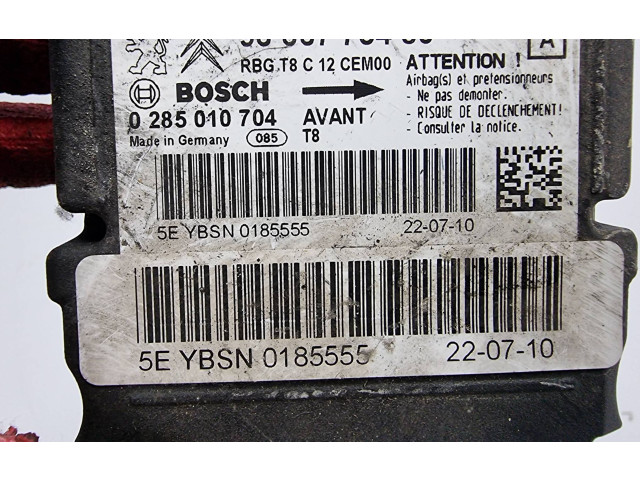 RBG T8 C 12 CEM00
ATTENTION !
A
Airbag(s) et pretensionneurs
- Ne pas demonter.
- RISQUE DE DECLENCHEMENT!
- Consulter la notice.
BOSCH
0 285 010 704
AVANT
Made in Germany
085
T8
5E YBSN 0185555
22-07-10
5E YBSN 0185555
22-07-10